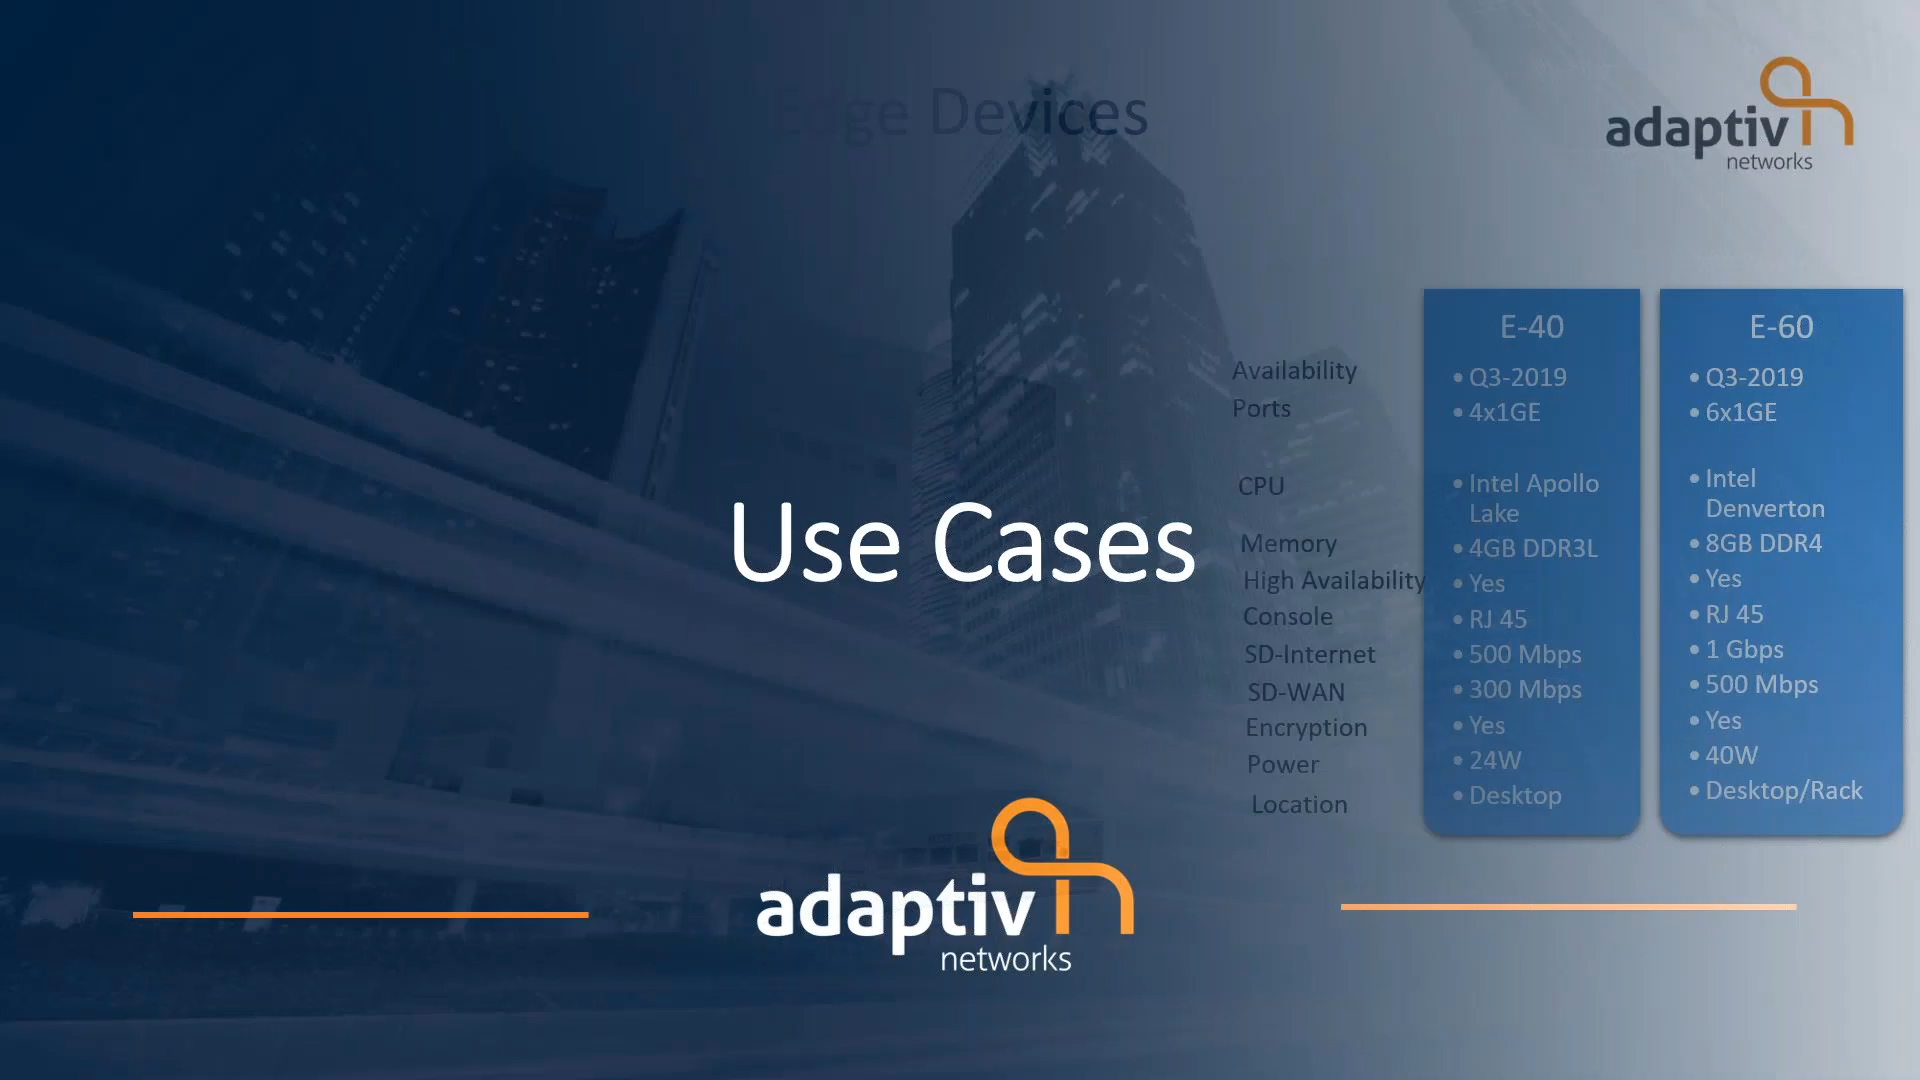 Edge Devices
adaptiv
networks
E-40
E-60
Availability
• Q3-2019
• Q3-2019
Ports
• 4x1GE
• 6x1GE
CPU
• Intel Apollo
Lake
• Intel
Denverton
Memory
• 4GB DDR3L
• 8GB DDR4
High Availability
• Yes
• Yes
Console
• RJ 45
• RJ 45
SD-Internet
• 500 Mbps
• 1 Gbps
SD-WAN
• 300 Mbps
• 500 Mbps
Encryption
• Yes
• Yes
Power
• 24W
• 40W
Location
• Desktop
• Desktop/Rack
Use Cases
adaptiv
networks